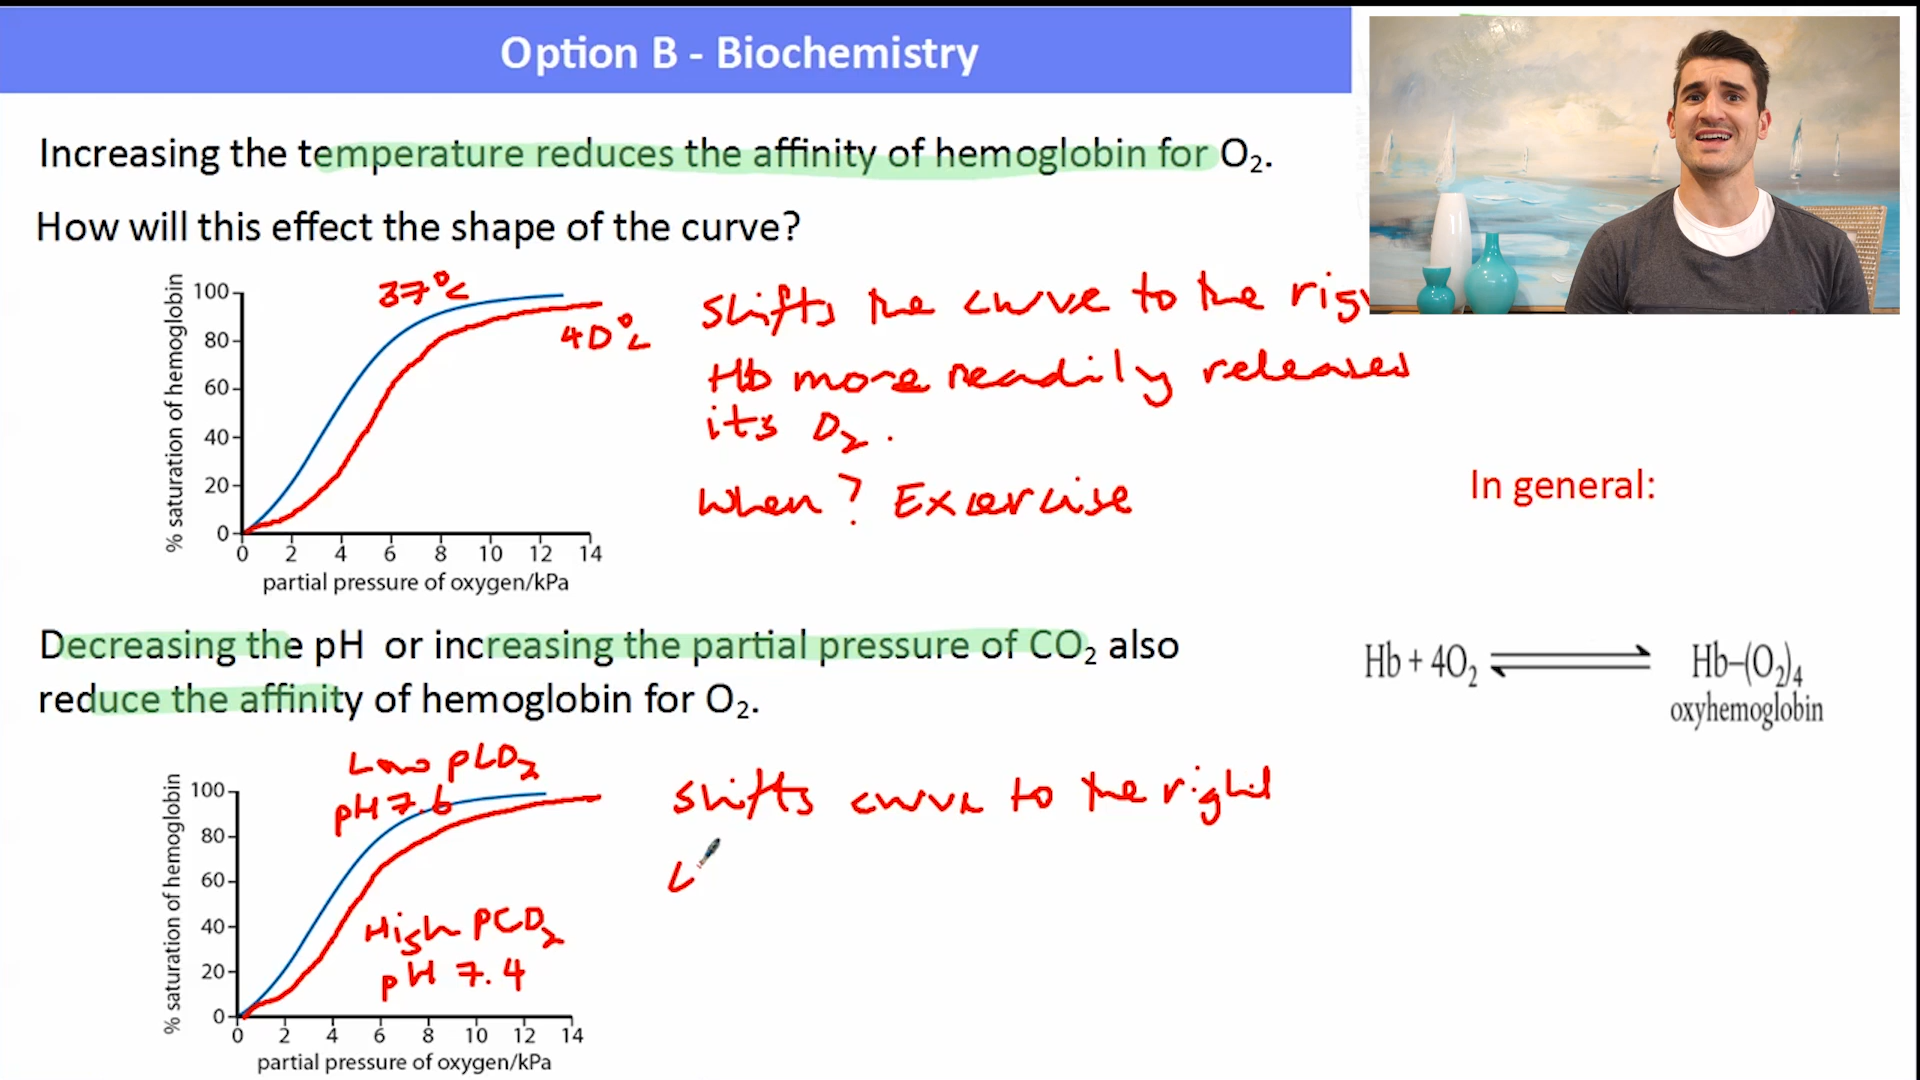 Option B - Biochemistry
Increasing the temperature reduces the affinity of hemoglobin for O₂.
How will this effect the shape of the curve?
% saturation of hemoglobin
100
80
60
40
20
0
0 2 4 6 8 10 12 14
partial pressure of oxygen/kPa
37°C
40°C
Shifts the curve to the rig
Hb more readily releases
its O₂.
When? Exercise
In general:
Decreasing the pH or increasing the partial pressure of CO₂ also
reduce the affinity of hemoglobin for O₂.
Hb + 4O₂ ⇌ Hb–(O₂)₄
oxyhemoglobin
% saturation of hemoglobin
100
80
60
40
20
0
0 2 4 6 8 10 12 14
partial pressure of oxygen/kPa
Low pCO₂
pH 7.6
High PCO₂
pH 7.4
Shifts curve to the right